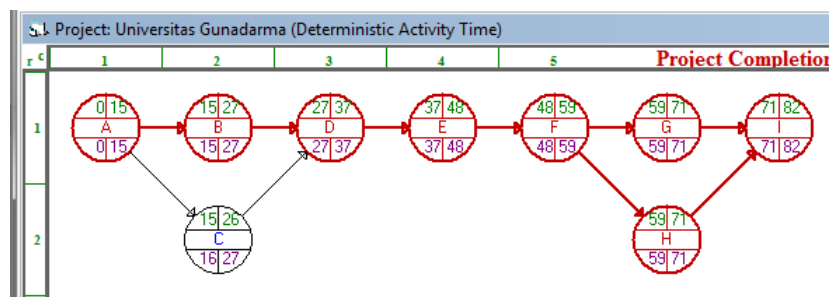 Project: Universitas Gunadarma (Deterministic Activity Time)
r c 1 2 3 4 5 Project Completion
1
0 15 15 27 27 37 37 48 48 59 59 71 71 82
A B D E F G I
0 15 15 27 27 37 37 48 48 59 59 71 71 82
2
15 26 59 71
C H
16 27 59 71